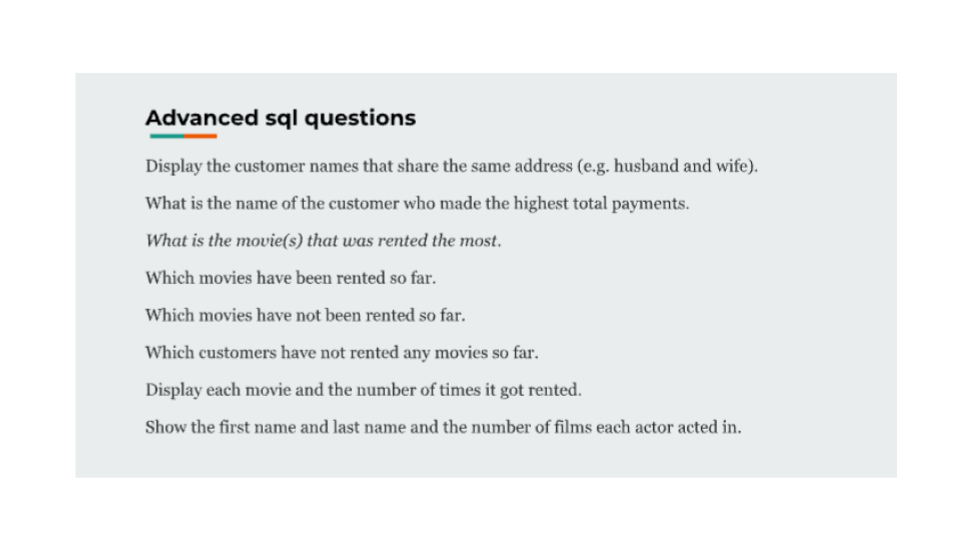 Advanced sql questions
Display the customer names that share the same address (e.g. husband and wife).
What is the name of the customer who made the highest total payments.
What is the movie(s) that was rented the most.
Which movies have been rented so far.
Which movies have not been rented so far.
Which customers have not rented any movies so far.
Display each movie and the number of times it got rented.
Show the first name and last name and the number of films each actor acted in.